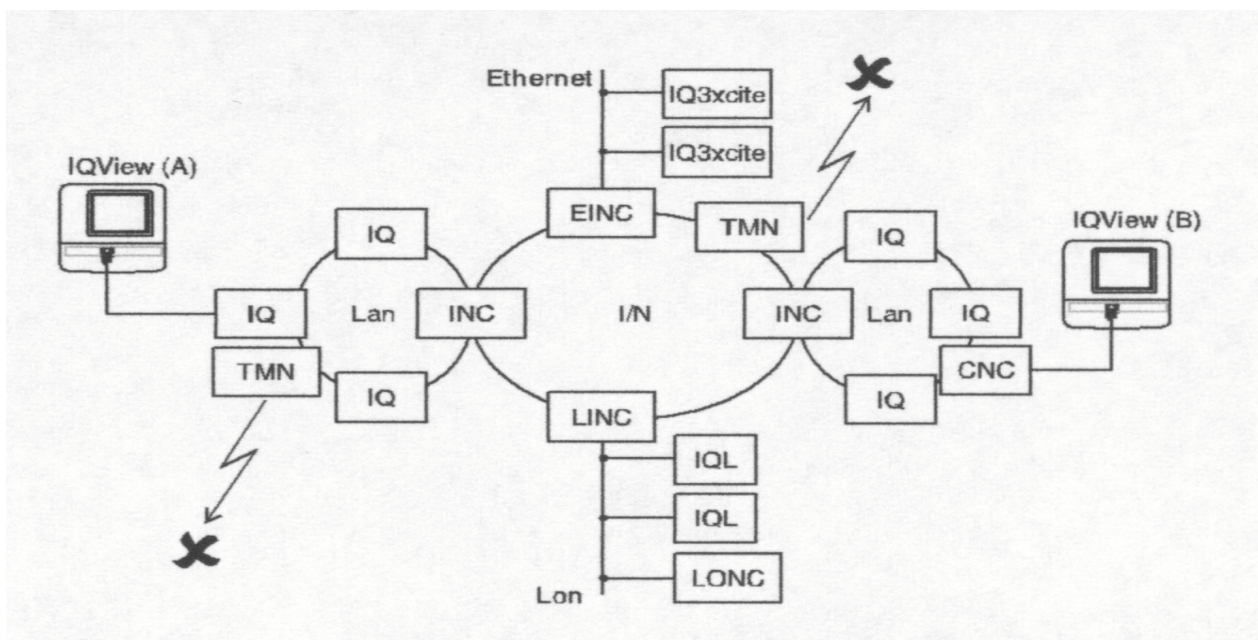 Ethernet
IQ3xcite
IQ3xcite
IQView (A)
EINC
TMN
IQView (B)
IQ
IQ
IQ
Lan
INC
I/N
INC
Lan
IQ
TMN
IQ
IQ
CNC
LINC
IQL
IQL
LONC
Lon